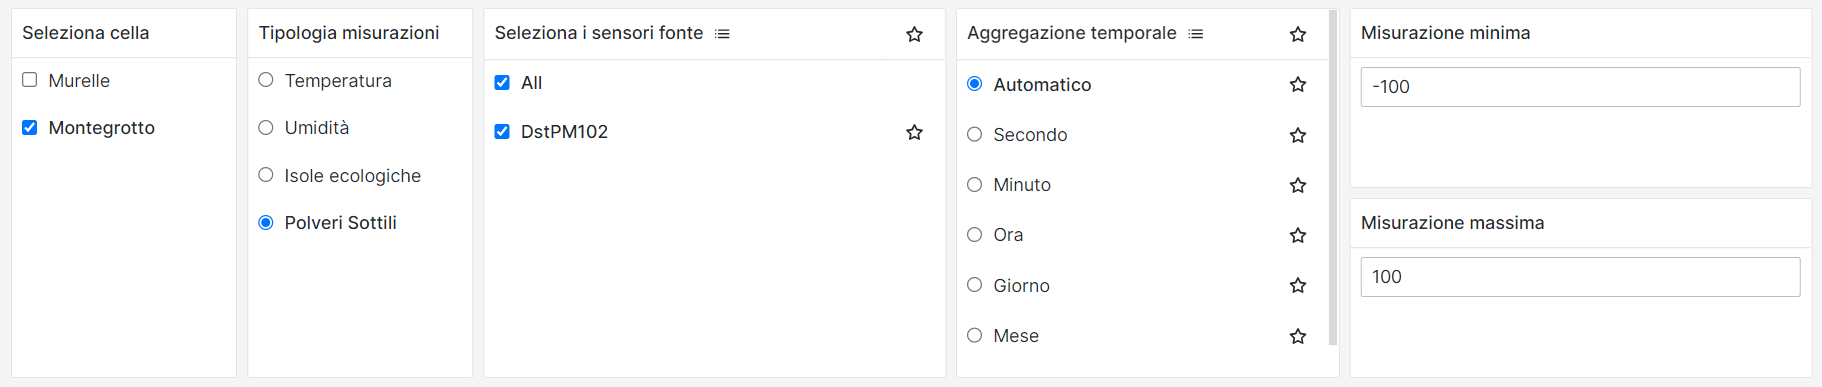 Seleziona cella
Murelle
Montegrotto
Tipologia misurazioni
Temperatura
Umidità
Isole ecologiche
Polveri Sottili
Seleziona i sensori fonte
All
DstPM102
Aggregazione temporale
Automatico
Secondo
Minuto
Ora
Giorno
Mese
Misurazione minima
-100
Misurazione massima
100